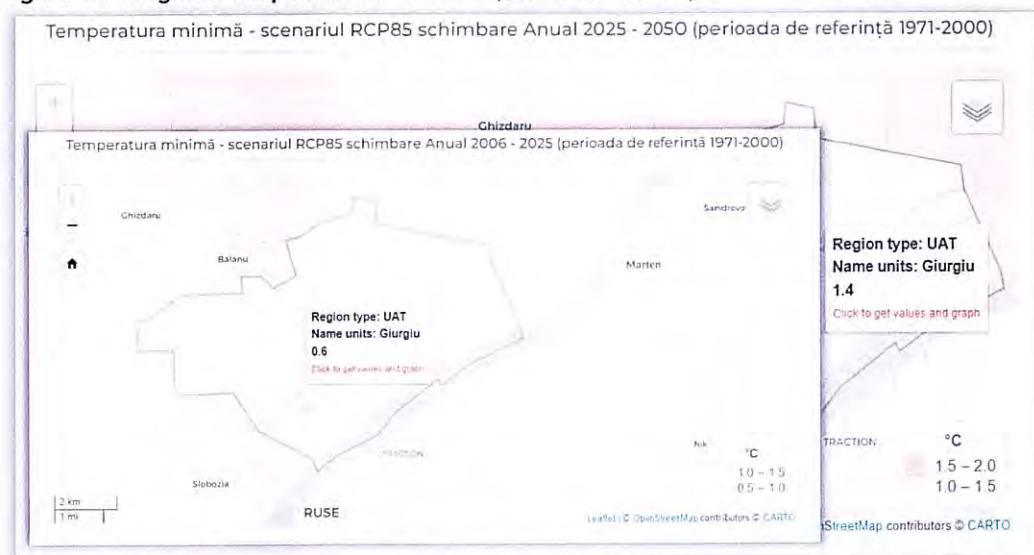 Temperatura minimă - scenariul RCP85 schimbare Anual 2025 - 2050 (perioada de referință 1971-2000)
Ghizdaru
Region type: UAT
Name units: Giurgiu
1.4
Click to get values and graph
TRACTION
°C
1.5 – 2.0
1.0 – 1.5
StreetMap contributors © CARTO
Temperatura minimă - scenariul RCP85 schimbare Anual 2006 - 2025 (perioada de referință 1971-2000)
Ghizdaru
Sandrovo
Balanu
Marten
Region type: UAT
Name units: Giurgiu
0.6
Click to get values and graph
Slobozia
RUSE
2 km
1 mi
°C
1.0 – 1.5
0.5 – 1.0
Leaflet | © OpenStreetMap contributors © CARTO